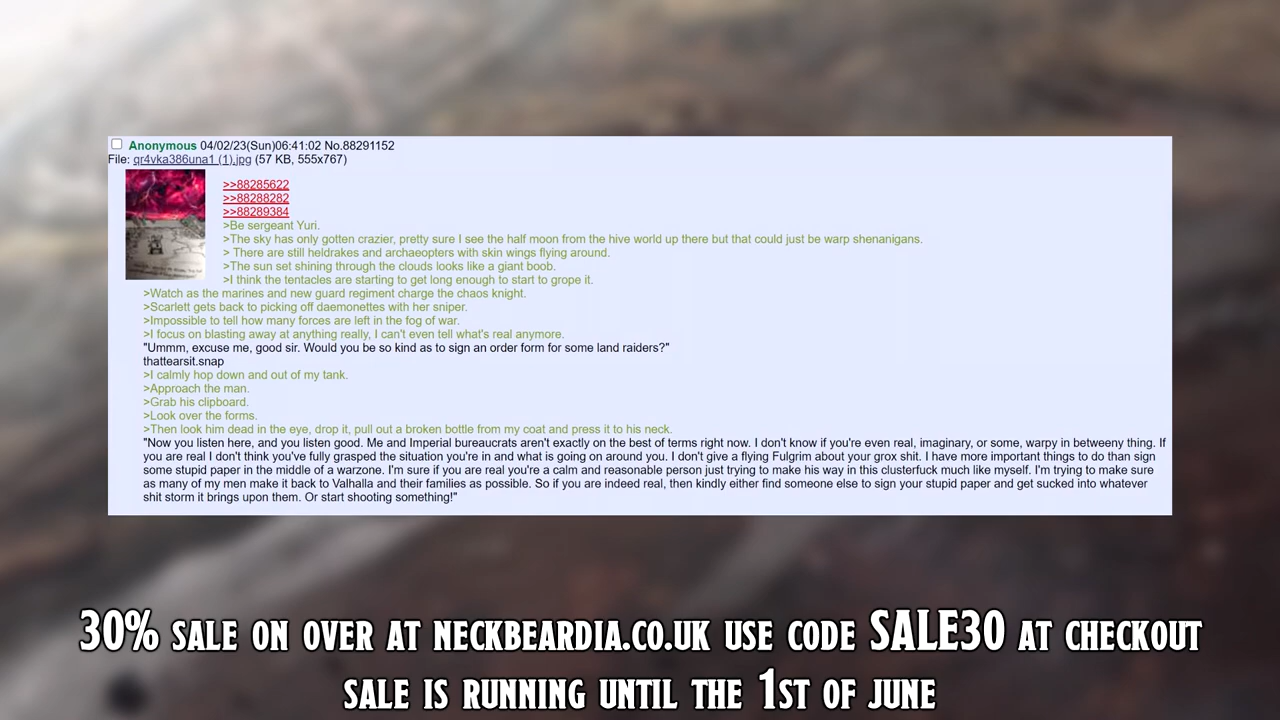 Anonymous 04/02/23(Sun)06:41:02 No.88291152
File: qr4vka386una1 (1).jpg (57 KB, 555x767)
>>88285622
>>88288282
>>88289384
>Be sergeant Yuri.
>The sky has only gotten crazier, pretty sure I see the half moon from the hive world up there but that could just be warp shenanigans.
> There are still heldrakes and archaeopters with skin wings flying around.
>The sun set shining through the clouds looks like a giant boob.
>I think the tentacles are starting to get long enough to start to grope it.
>Watch as the marines and new guard regiment charge the chaos knight.
>Scarlett gets back to picking off daemonettes with her sniper.
>Impossible to tell how many forces are left in the fog of war.
>I focus on blasting away at anything really, I can't even tell what's real anymore.
"Ummm, excuse me, good sir. Would you be so kind as to sign an order form for some land raiders?"
thattearsit.snap
>I calmly hop down and out of my tank.
>Approach the man.
>Grab his clipboard.
>Look over the forms.
>Then look him dead in the eye, drop it, pull out a broken bottle from my coat and press it to his neck.
"Now you listen here, and you listen good. Me and Imperial bureaucrats aren't exactly on the best of terms right now. I don't know if you're even real, imaginary, or some, warpy in betweeny thing. If
you are real I don't think you've fully grasped the situation you're in and what is going on around you. I don't give a flying Fulgrim about your grox shit. I have more important things to do than sign
some stupid paper in the middle of a warzone. I'm sure if you are real you're a calm and reasonable person just trying to make his way in this clusterfuck much like myself. I'm trying to make sure
as many of my men make it back to Valhalla and their families as possible. So if you are indeed real, then kindly either find someone else to sign your stupid paper and get sucked into whatever
shit storm it brings upon them. Or start shooting something!"
30% SALE ON OVER AT NECKBEARDIA.CO.UK USE CODE SALE30 AT CHECKOUT
SALE IS RUNNING UNTIL THE 1ST OF JUNE